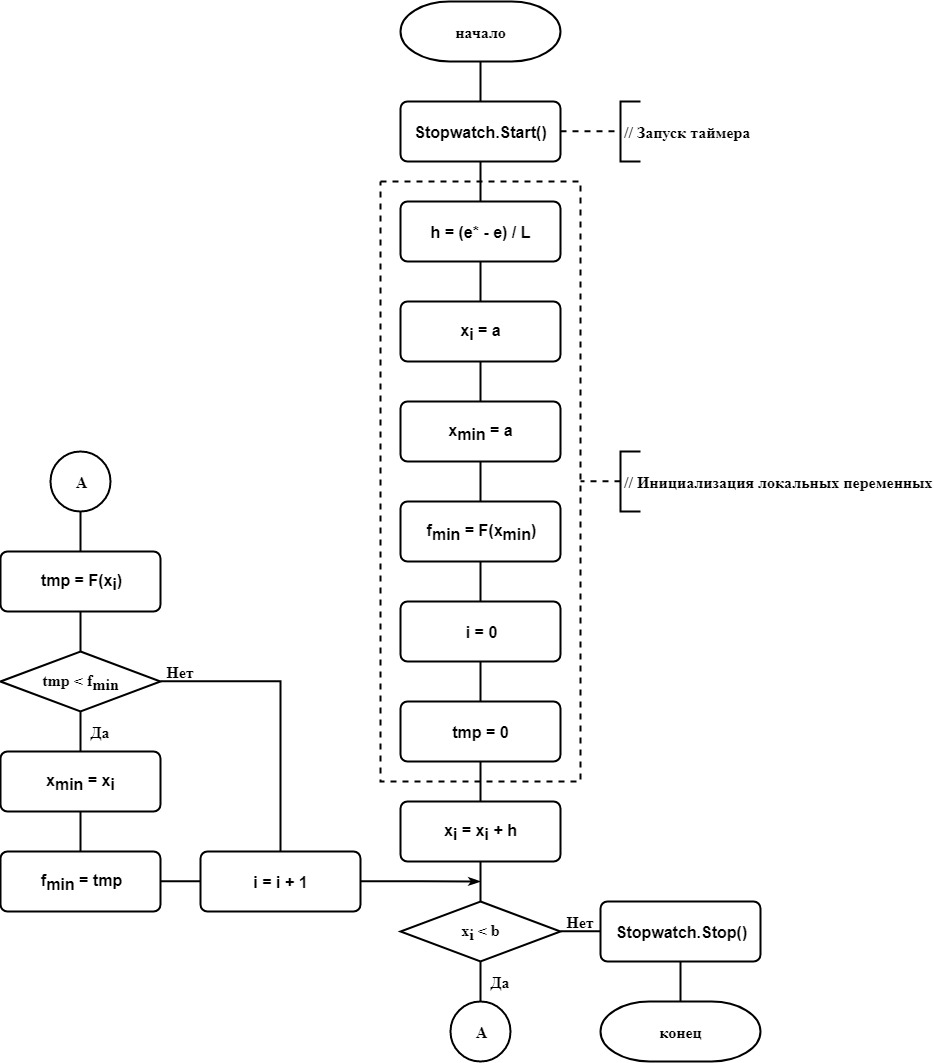 начало
Stopwatch.Start()
// Запуск таймера
h = (e* - e) / L
xi = a
xmin = a
// Инициализация локальных переменных
fmin = F(xmin)
i = 0
tmp = 0
xi = xi + h
xi < b
Нет
Stopwatch.Stop()
конец
Да
A
A
tmp = F(xi)
tmp < fmin
Нет
Да
xmin = xi
fmin = tmp
i = i + 1